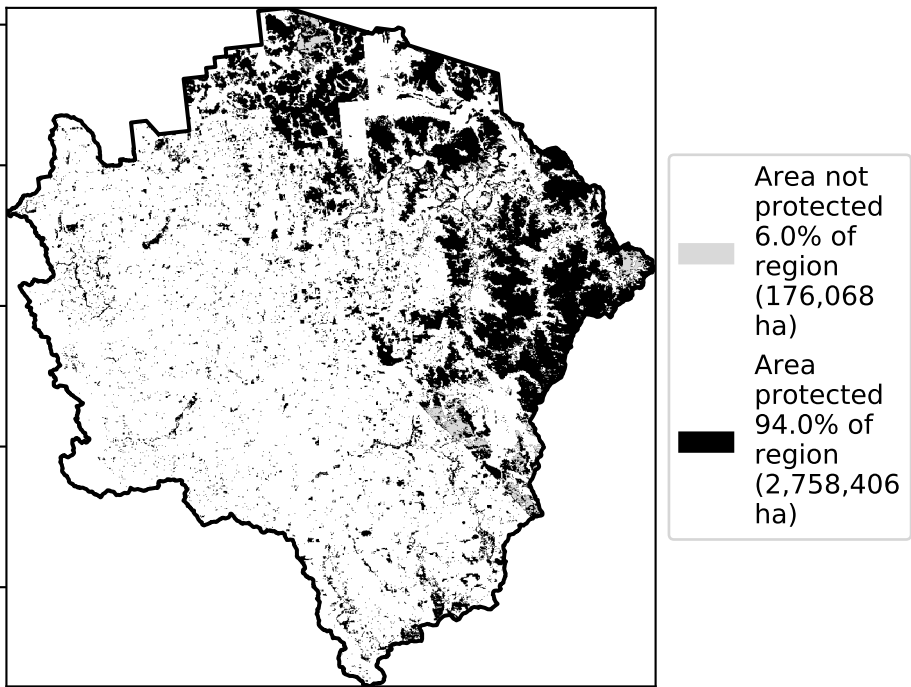 Area not
protected
6.0% of
region
(176,068
ha)
Area
protected
94.0% of
region
(2,758,406
ha)